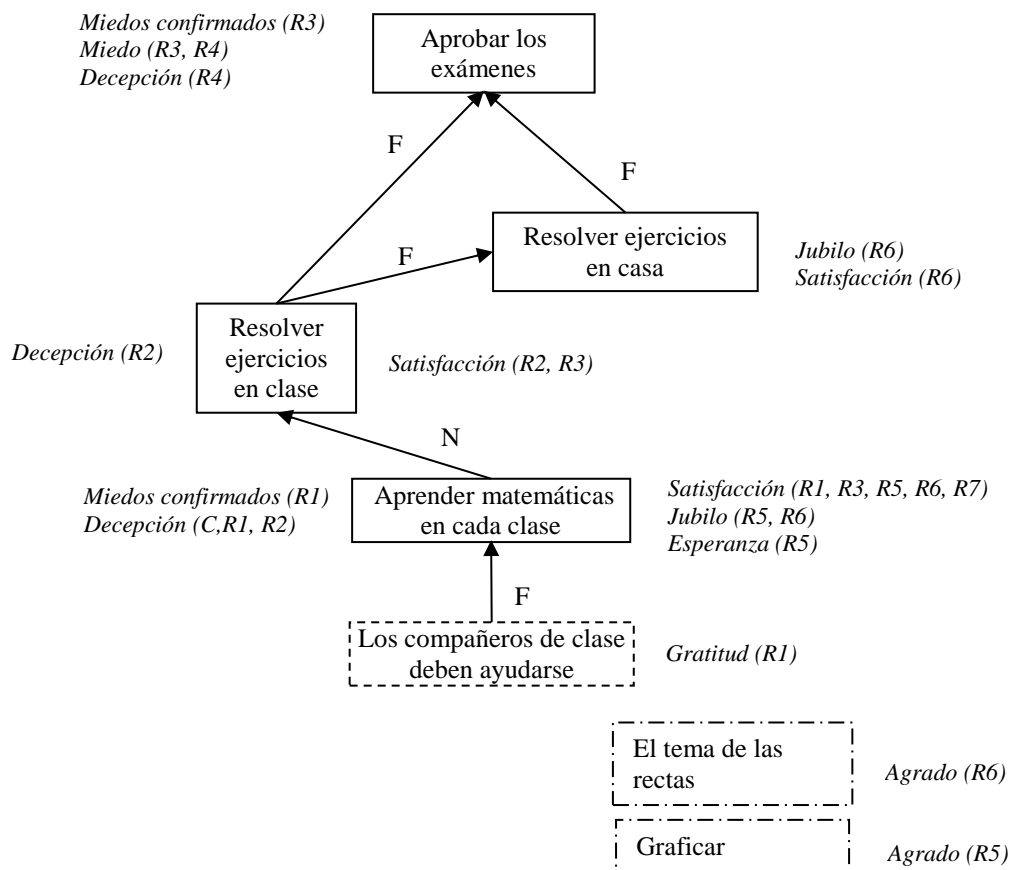 Miedos confirmados (R3)
Miedo (R3, R4)
Decepción (R4)
Aprobar los
exámenes
F
F
Resolver ejercicios
en casa
Jubilo (R6)
Satisfacción (R6)
F
Decepción (R2)
Resolver
ejercicios
en clase
Satisfacción (R2, R3)
N
Miedos confirmados (R1)
Decepción (C,R1, R2)
Aprender matemáticas
en cada clase
Satisfacción (R1, R3, R5, R6, R7)
Jubilo (R5, R6)
Esperanza (R5)
F
Los compañeros de clase
deben ayudarse
Gratitud (R1)
El tema de las
rectas
Agrado (R6)
Graficar
Agrado (R5)